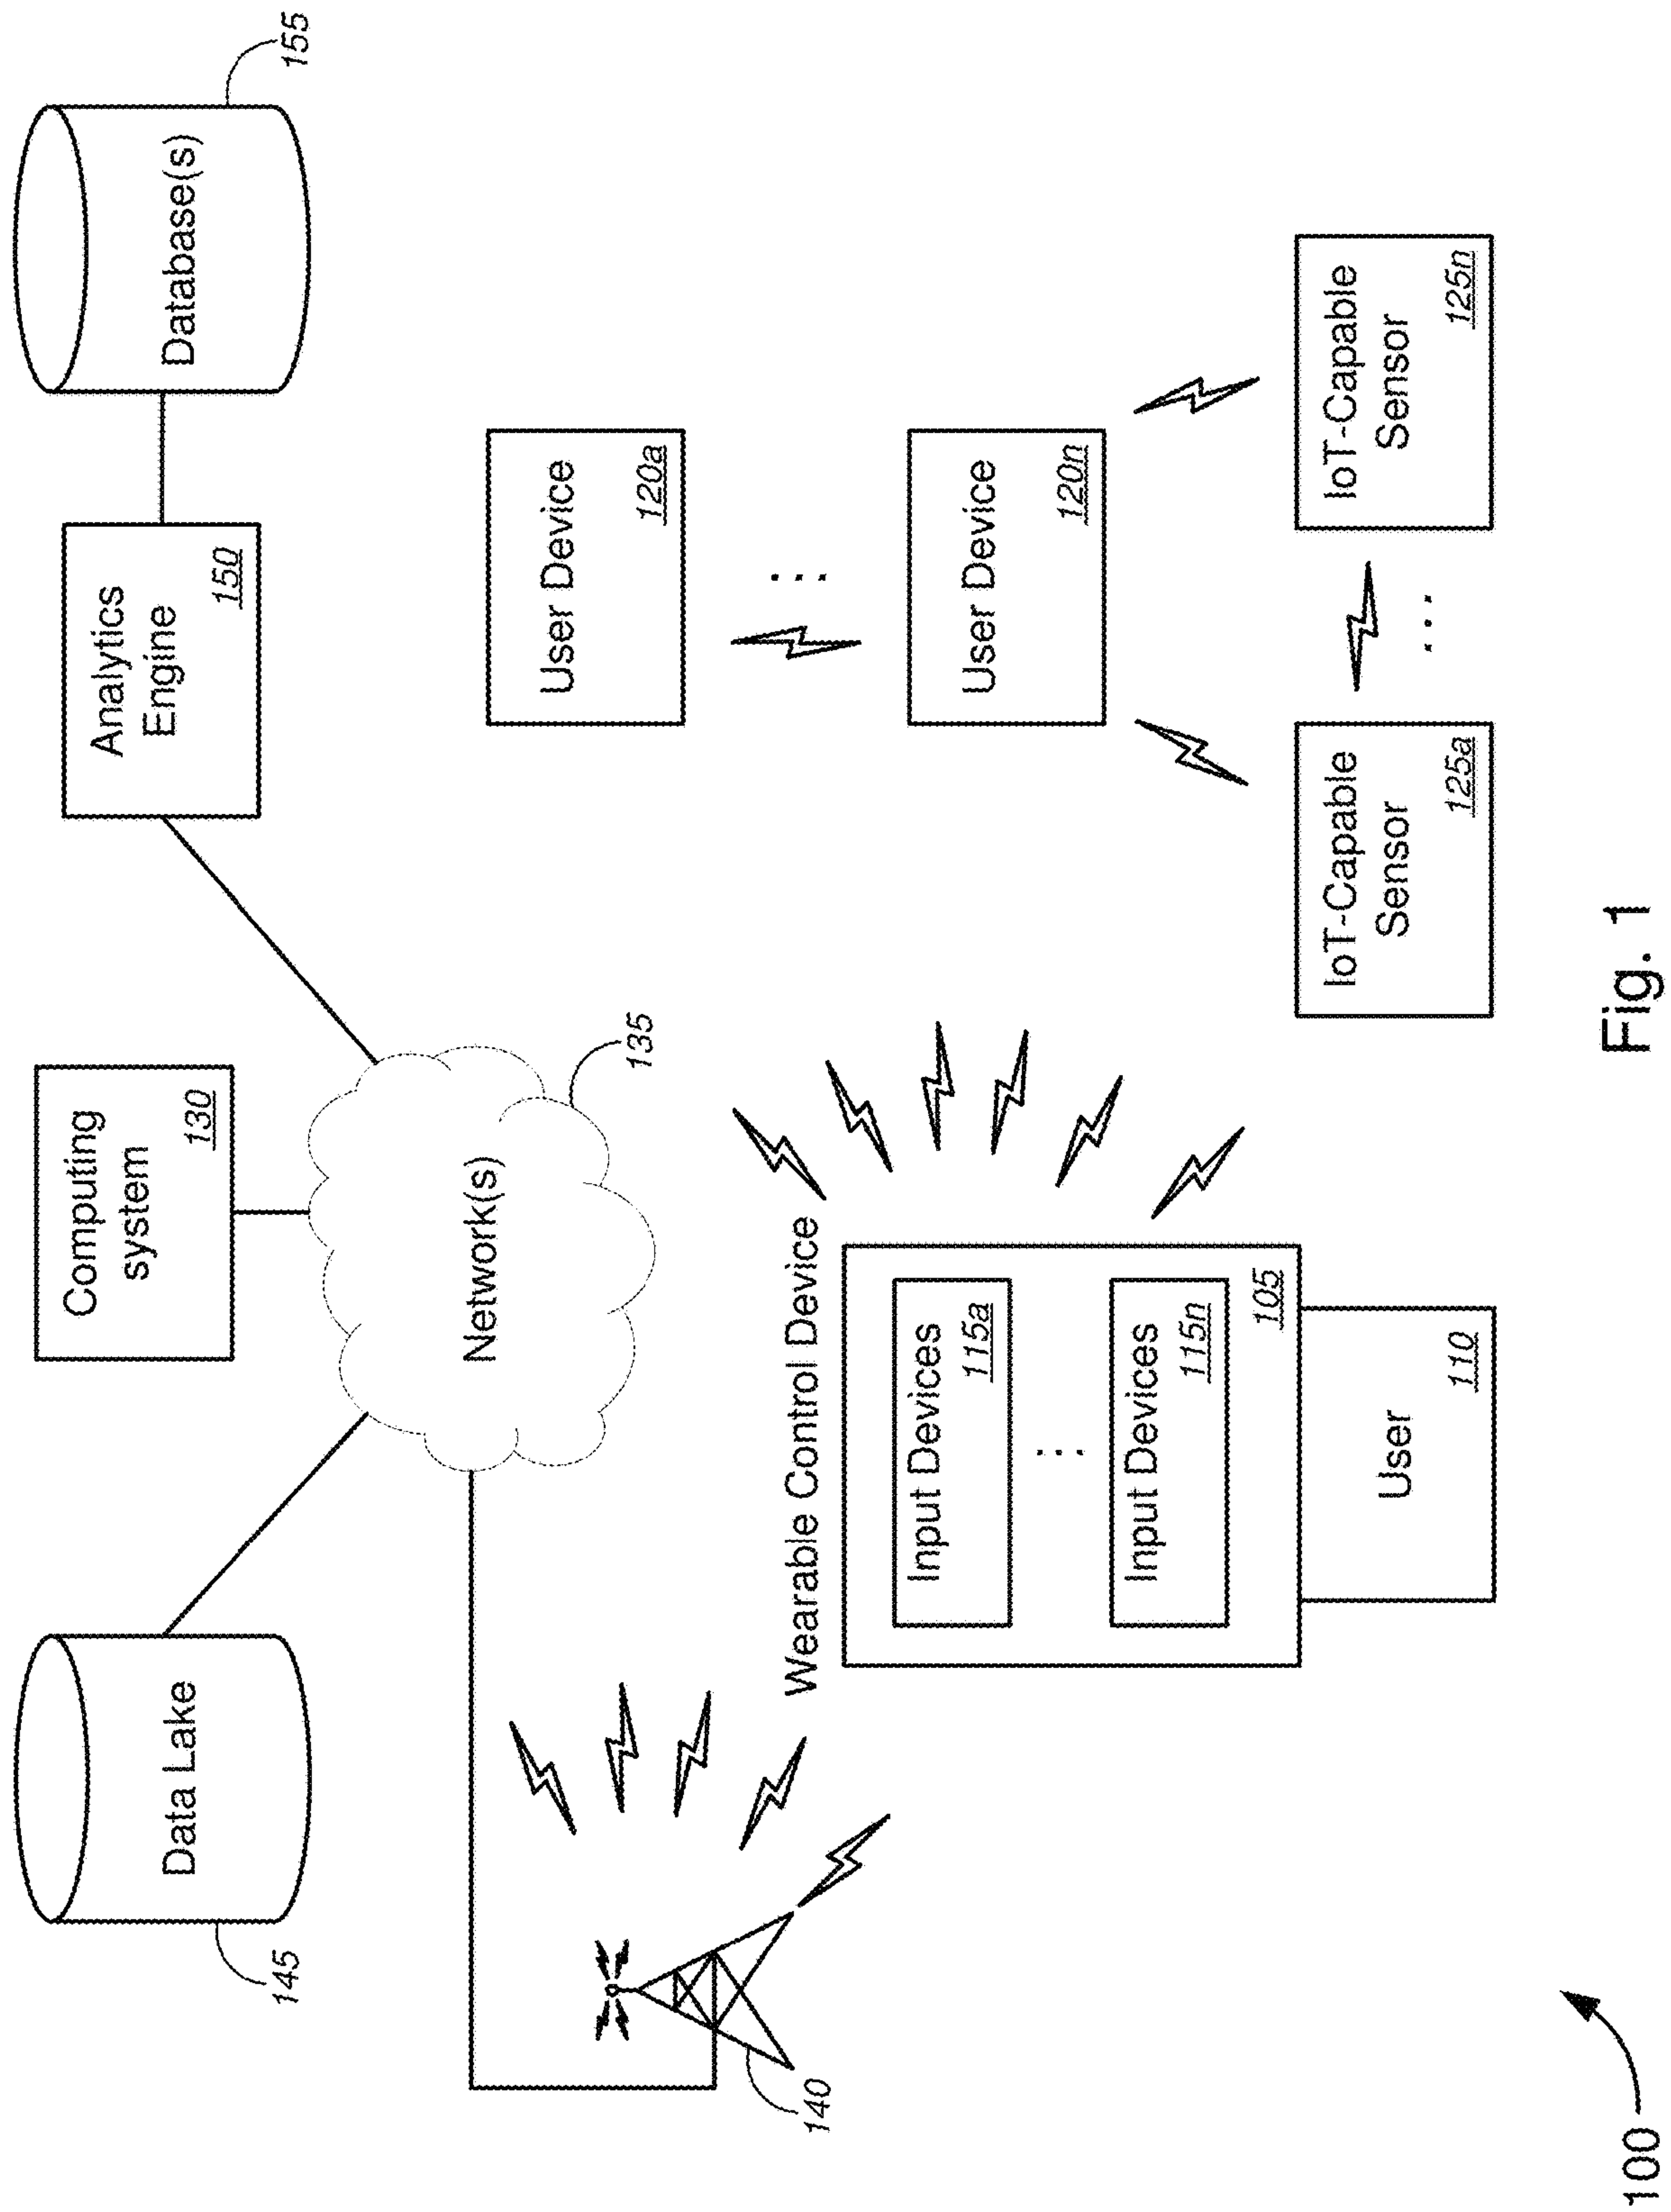 Data Lake
145
Computing
system
130
Analytics
Engine
150
Database(s)
155
Network(s)
135
140
Wearable Control Device
Input Devices
115a
. . .
Input Devices
115n
105
User
110
User Device
120a
. . .
User Device
120n
IoT-Capable
Sensor
125a
. . .
IoT-Capable
Sensor
125n
100
Fig. 1